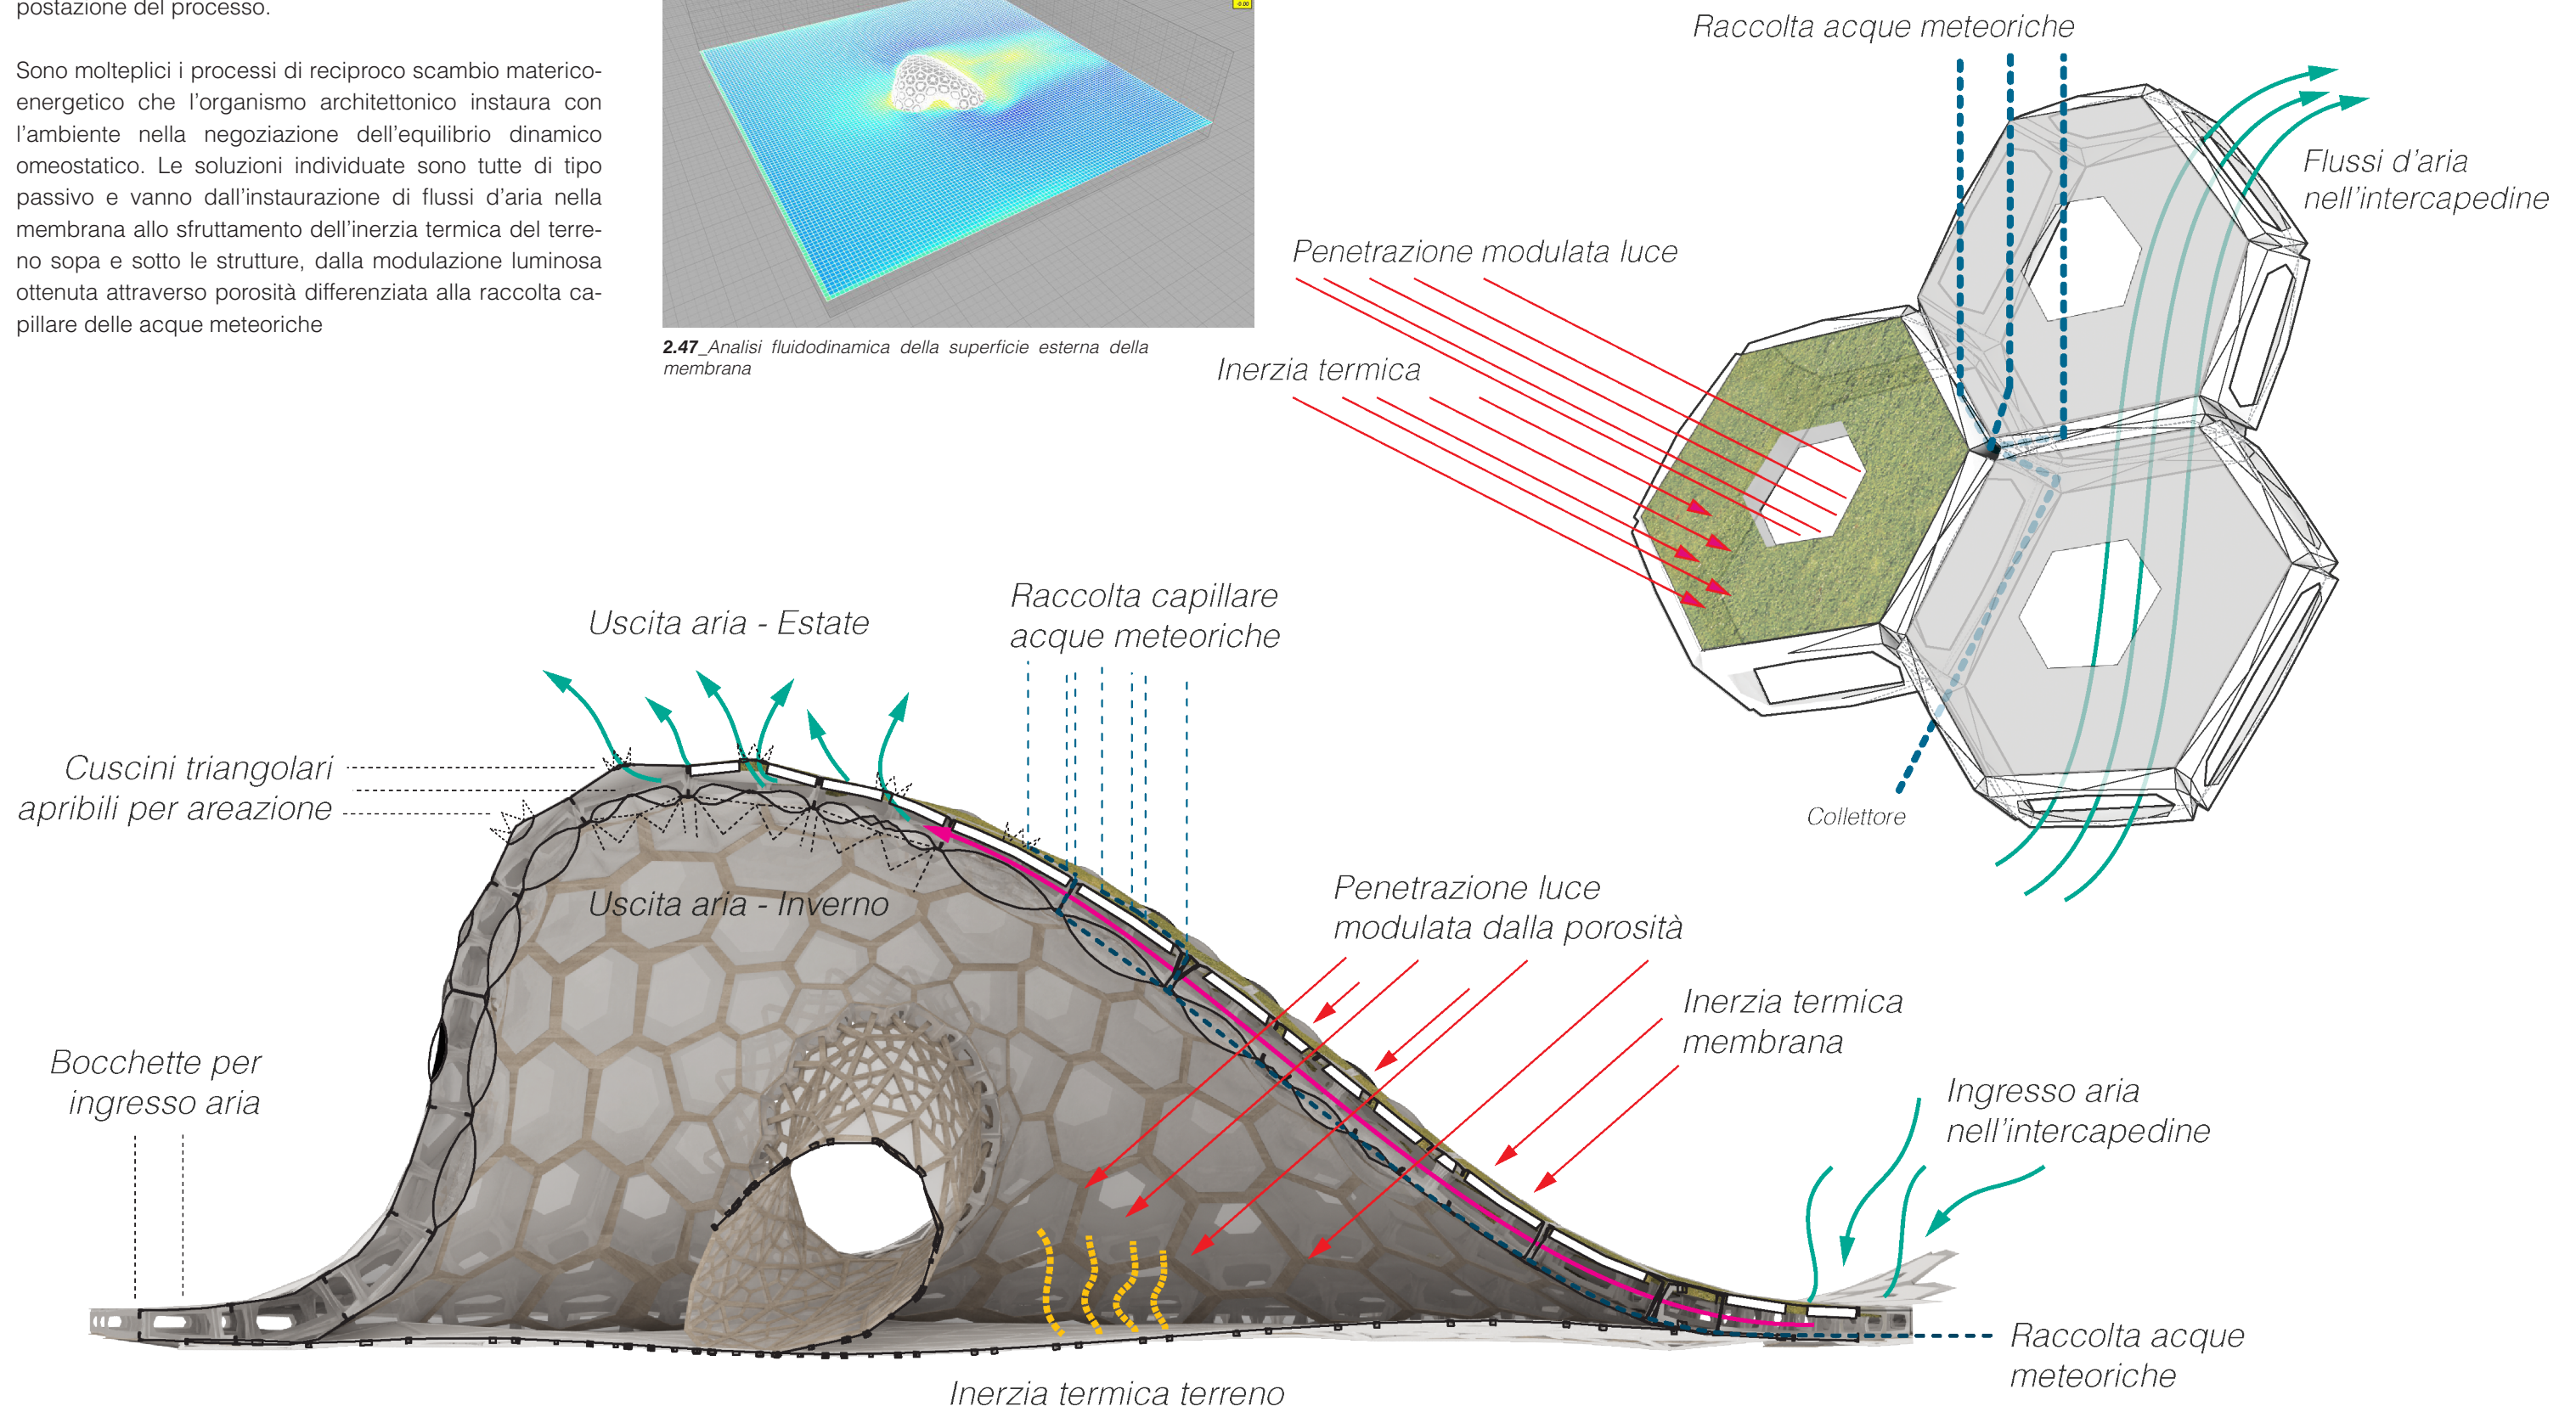 postazione del processo.
Sono molteplici i processi di reciproco scambio materico-
energetico che l'organismo architettonico instaura con
l'ambiente nella negoziazione dell'equilibrio dinamico
omeostatico. Le soluzioni individuate sono tutte di tipo
passivo e vanno dall'instaurazione di flussi d'aria nella
membrana allo sfruttamento dell'inerzia termica del terre-
no sopa e sotto le strutture, dalla modulazione luminosa
ottenuta attraverso porosità differenziata alla raccolta ca-
pillare delle acque meteoriche
2.47_Analisi fluidodinamica della superficie esterna della
membrana
Raccolta acque meteoriche
Flussi d'aria
nell'intercapedine
Penetrazione modulata luce
Inerzia termica
Collettore
Uscita aria - Estate
Raccolta capillare
acque meteoriche
Cuscini triangolari
apribili per areazione
Uscita aria - Inverno
Penetrazione luce
modulata dalla porosità
Inerzia termica
membrana
Bocchette per
ingresso aria
Ingresso aria
nell'intercapedine
Raccolta acque
meteoriche
Inerzia termica terreno